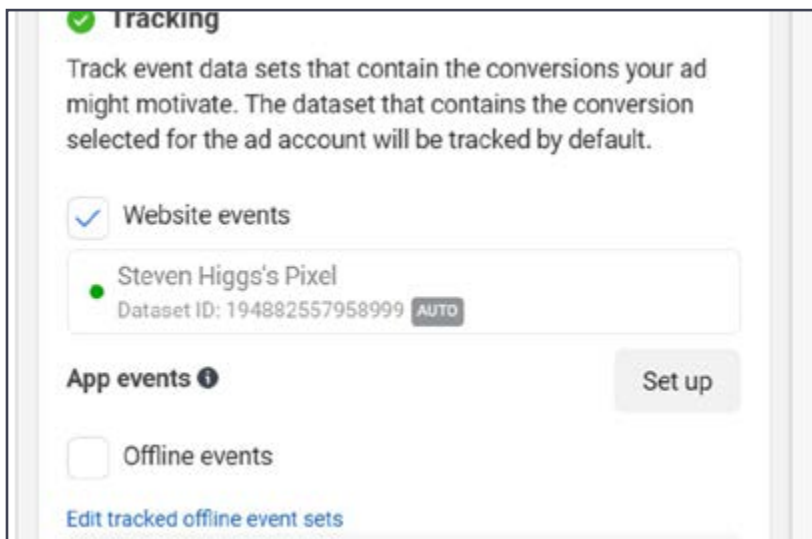 Tracking
Track event data sets that contain the conversions your ad
might motivate. The dataset that contains the conversion
selected for the ad account will be tracked by default.
Website events
Steven Higgs's Pixel
Dataset ID: 194882557958999 AUTO
App events
Set up
Offline events
Edit tracked offline event sets